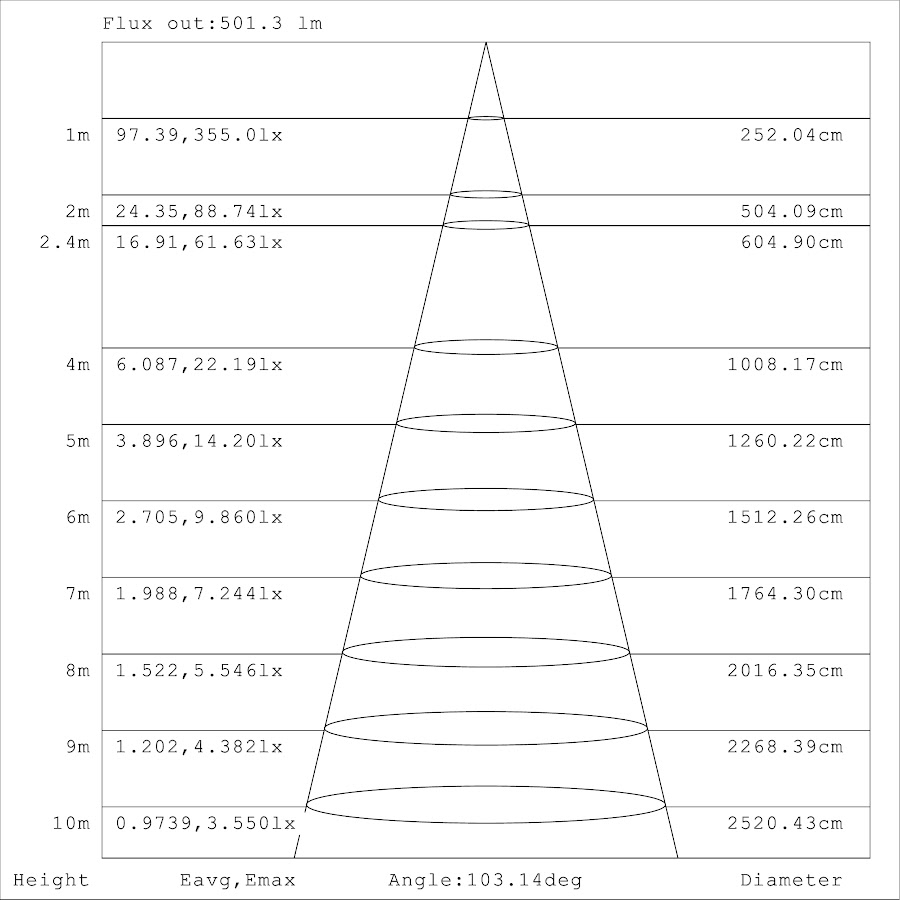 Flux out:501.3 lm
1m 97.39,355.0lx 252.04cm
2m 24.35,88.74lx 504.09cm
2.4m 16.91,61.63lx 604.90cm
4m 6.087,22.19lx 1008.17cm
5m 3.896,14.20lx 1260.22cm
6m 2.705,9.860lx 1512.26cm
7m 1.988,7.244lx 1764.30cm
8m 1.522,5.546lx 2016.35cm
9m 1.202,4.382lx 2268.39cm
10m 0.9739,3.550lx 2520.43cm
Height Eavg,Emax Angle:103.14deg Diameter